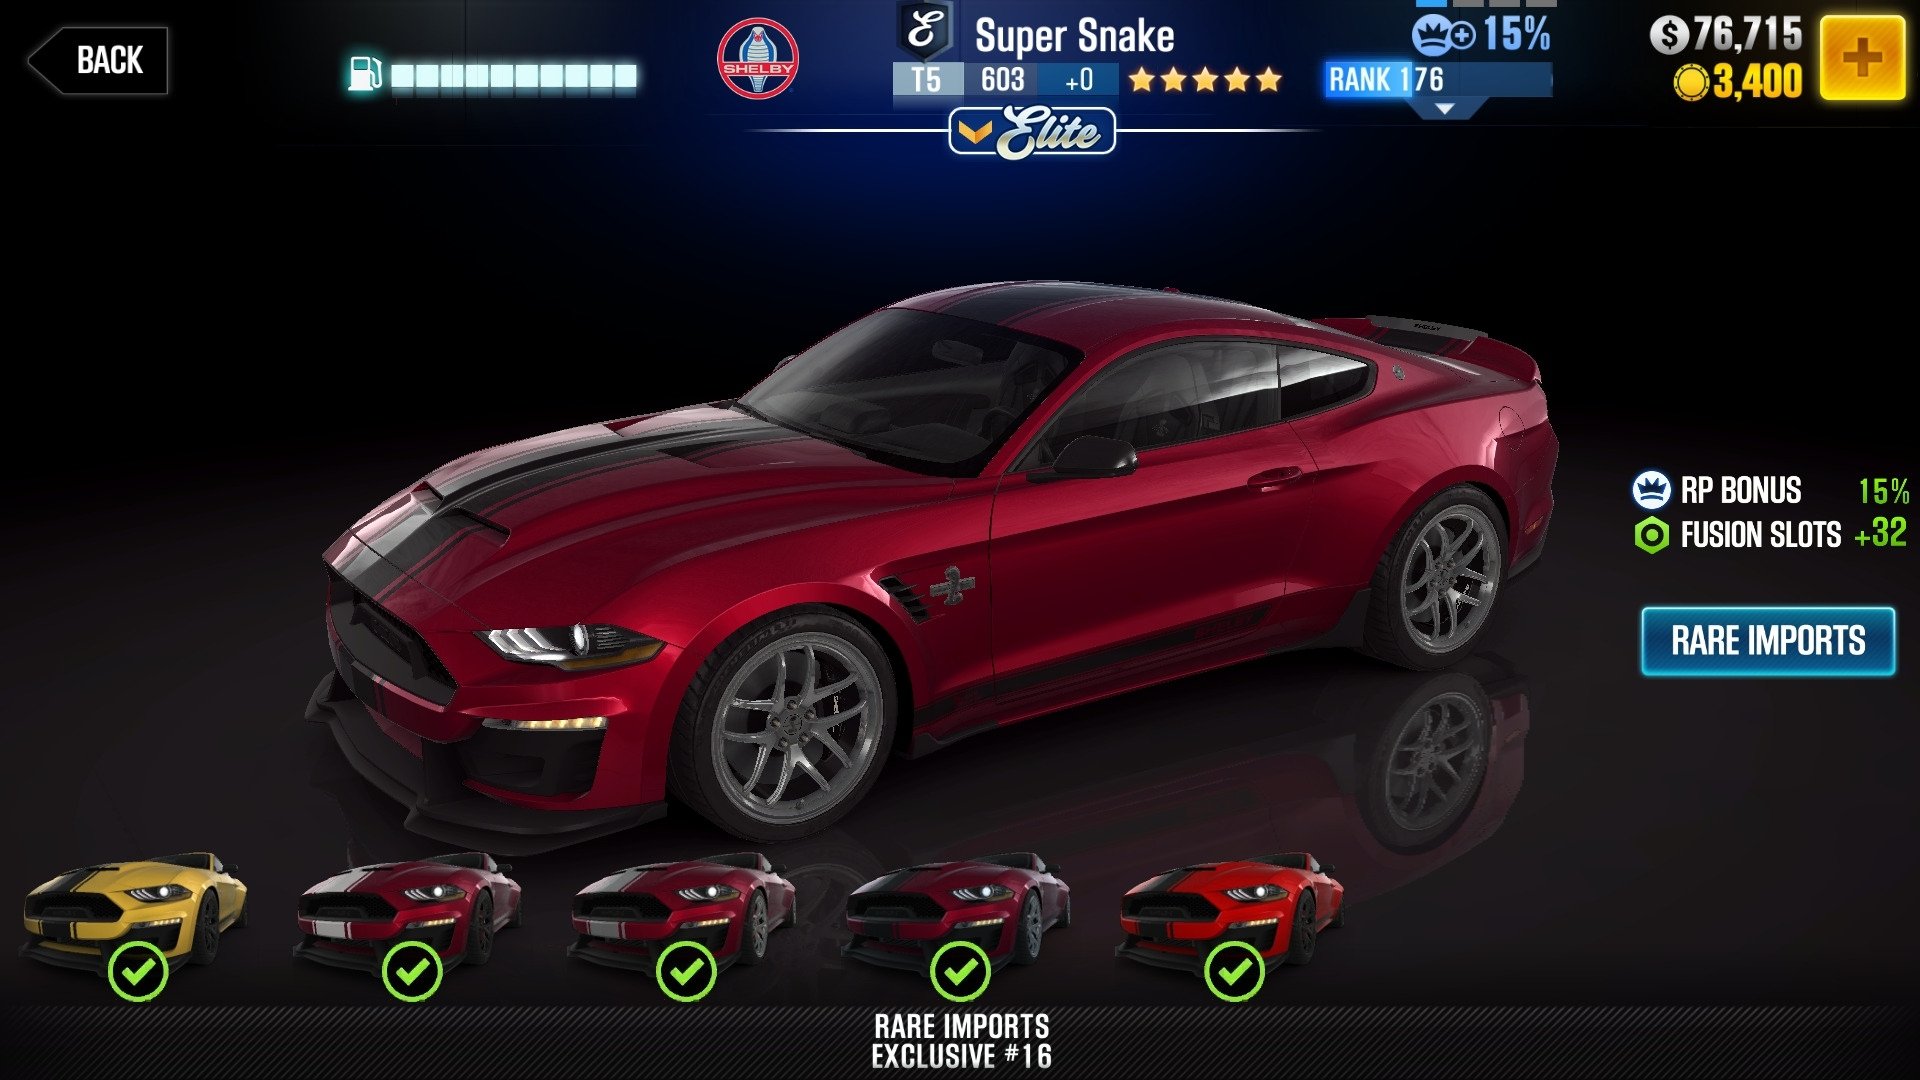 BACK
SHELBY
Super Snake
T5 603 +0
Elite
15%
RANK 176
$ 76,715
3,400
RP BONUS 15%
FUSION SLOTS +32
RARE IMPORTS
RARE IMPORTS
EXCLUSIVE #16